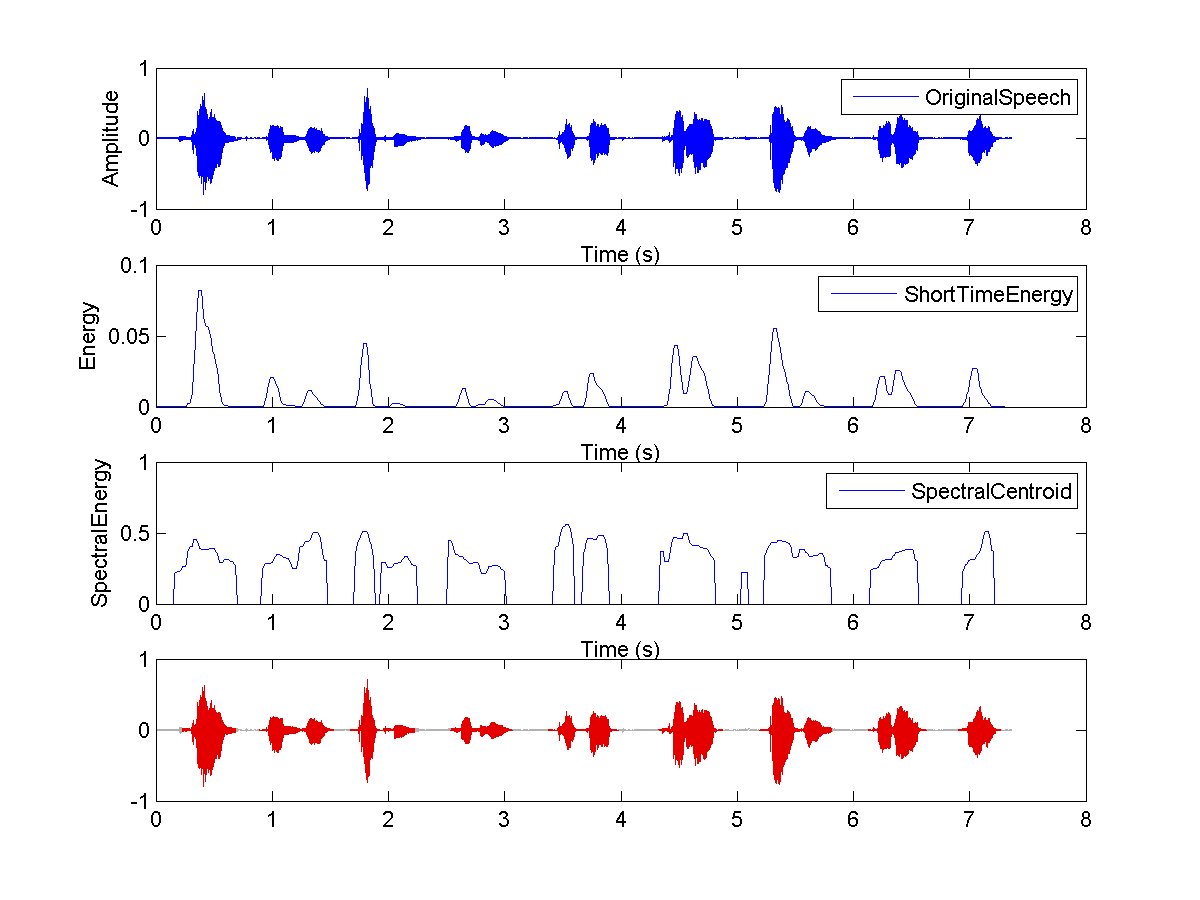 1
Amplitude
OriginalSpeech
0
-1
0 1 2 3 4 5 6 7 8
Time (s)
0.1
Energy
ShortTimeEnergy
0.05
0
0 1 2 3 4 5 6 7 8
Time (s)
1
SpectralEnergy
SpectralCentroid
0.5
0
0 1 2 3 4 5 6 7 8
Time (s)
1
0
-1
0 1 2 3 4 5 6 7 8